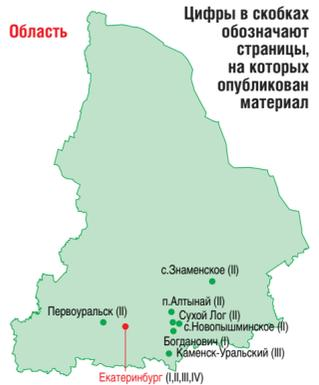 Область
Цифры в скобках
обозначают
страницы,
на которых
опубликован
материал
с.Знаменское (II)
п.Алтынай (II)
Первоуральск (II)
Сухой Лог (II)
с.Новопышминское (II)
Богданович (I)
Каменск-Уральский (III)
Екатеринбург (I,II,III,IV)